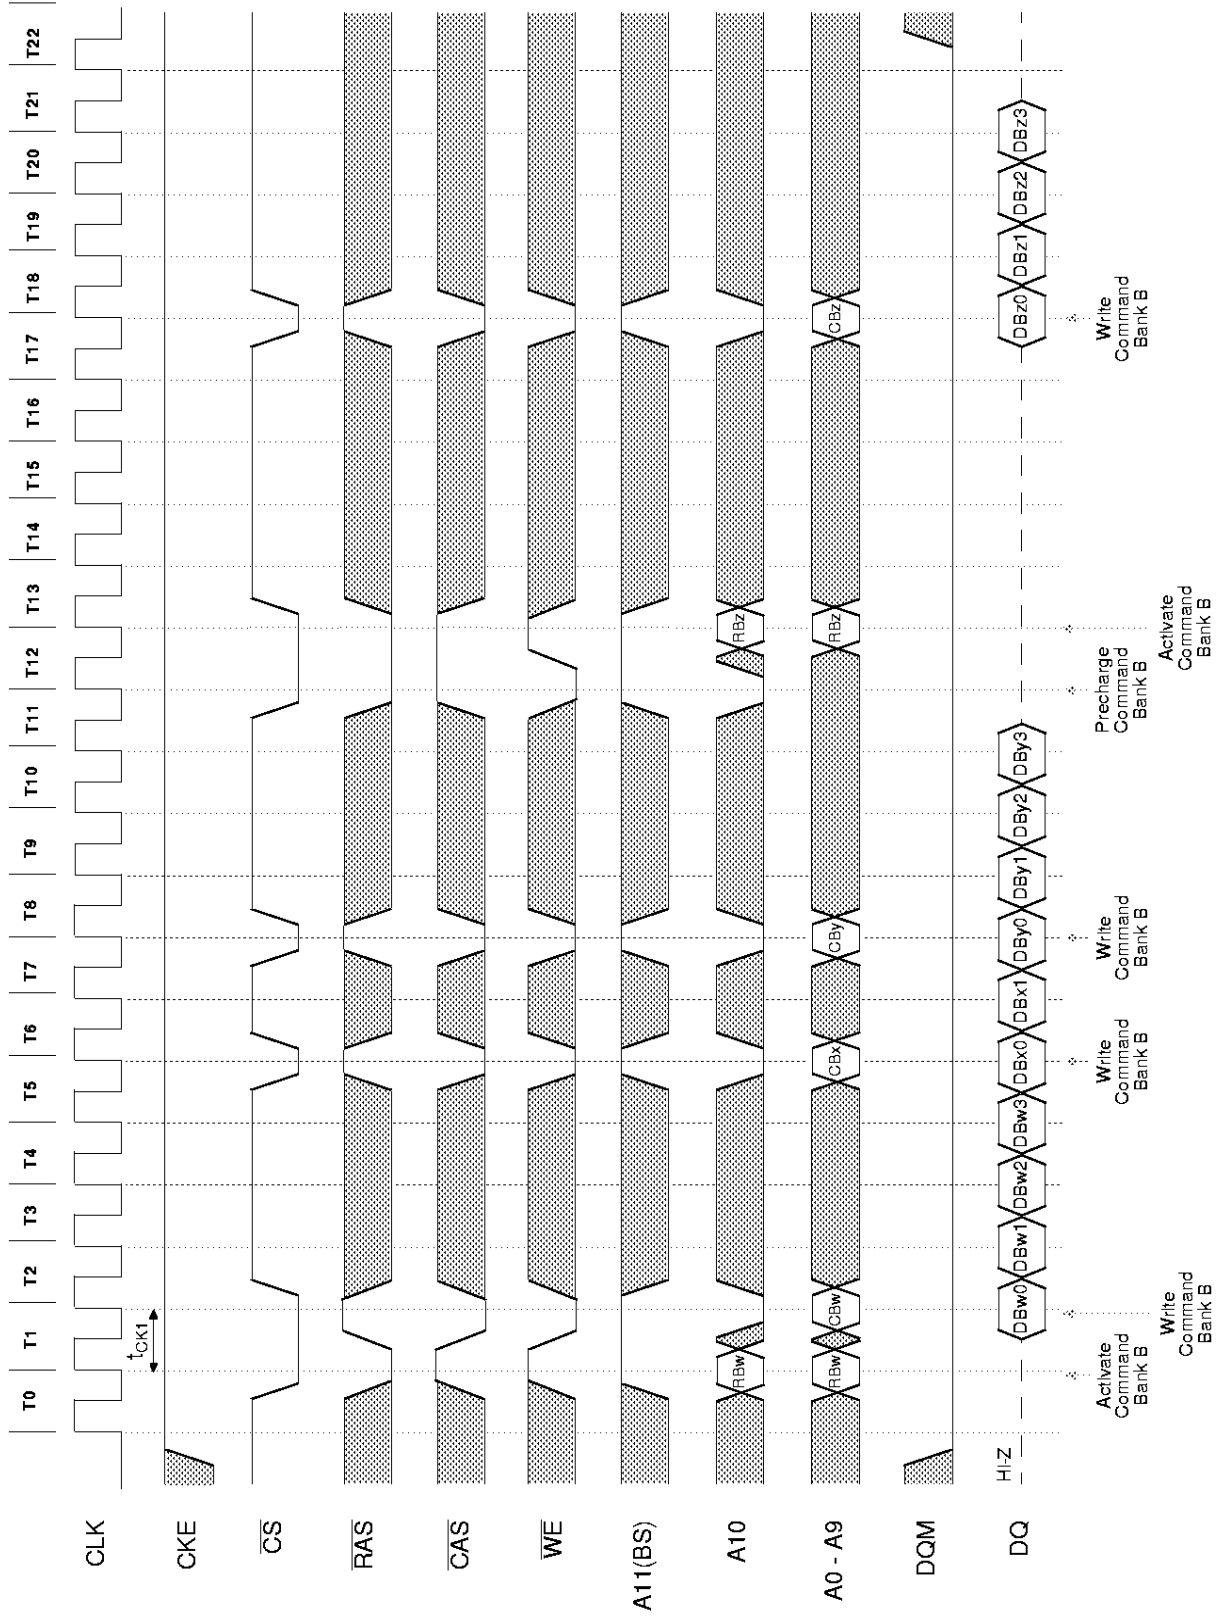 T0 T1 T2 T3 T4 T5 T6 T7 T8 T9 T10 T11 T12 T13 T14 T15 T16 T17 T18 T19 T20 T21 T22
CLK
tCK1
CKE
CS
RAS
CAS
WE
A11(BS)
A10
RBw RBz
A0 - A9
RBw CBw CBx CBy RBz CBz
DQM
DQ
HI-Z
DBw0 DBw1 DBw2 DBw3 DBx0 DBx1 DBy0 DBy1 DBy2 DBy3 DBz0 DBz1 DBz2 DBz3
Activate
Command
Bank B
Write
Command
Bank B
Write
Command
Bank B
Write
Command
Bank B
Precharge
Command
Bank B
Activate
Command
Bank B
Write
Command
Bank B